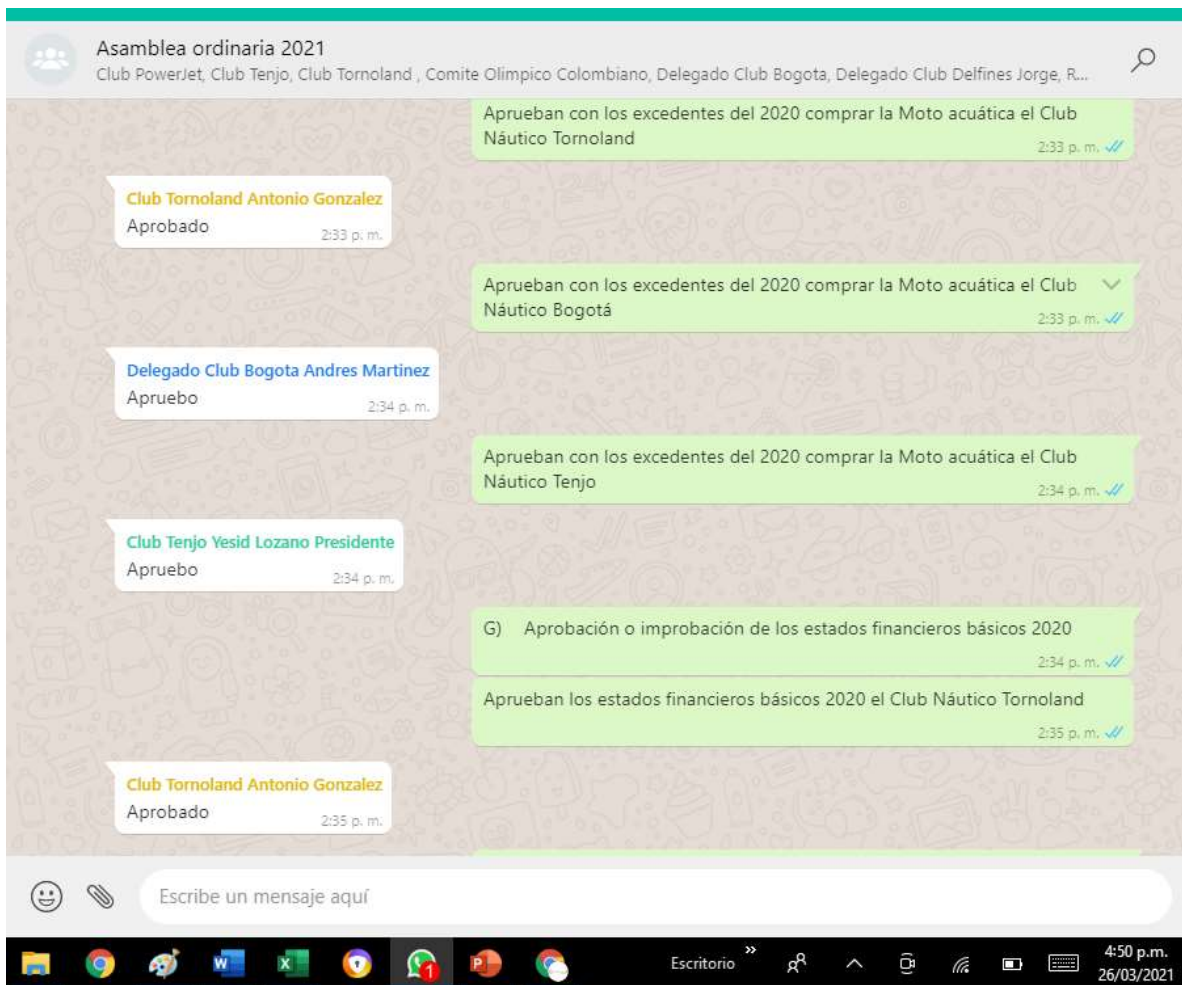 Asamblea ordinaria 2021
Club PowerJet, Club Tenjo, Club Tornoland , Comite Olimpico Colombiano, Delegado Club Bogota, Delegado Club Delfines Jorge, R...
Aprueban con los excedentes del 2020 comprar la Moto acuática el Club
Náutico Tornoland
2:33 p. m.
Club Tornoland Antonio Gonzalez
Aprobado
2:33 p. m.
Aprueban con los excedentes del 2020 comprar la Moto acuática el Club
Náutico Bogotá
2:33 p. m.
Delegado Club Bogota Andres Martinez
Apruebo
2:34 p. m.
Aprueban con los excedentes del 2020 comprar la Moto acuática el Club
Náutico Tenjo
2:34 p. m.
Club Tenjo Yesid Lozano Presidente
Apruebo
2:34 p. m.
G) Aprobación o improbación de los estados financieros básicos 2020
2:34 p. m.
Aprueban los estados financieros básicos 2020 el Club Náutico Tornoland
2:35 p. m.
Club Tornoland Antonio Gonzalez
Aprobado
2:35 p. m.
Escribe un mensaje aquí
Escritorio
4:50 p.m.
26/03/2021